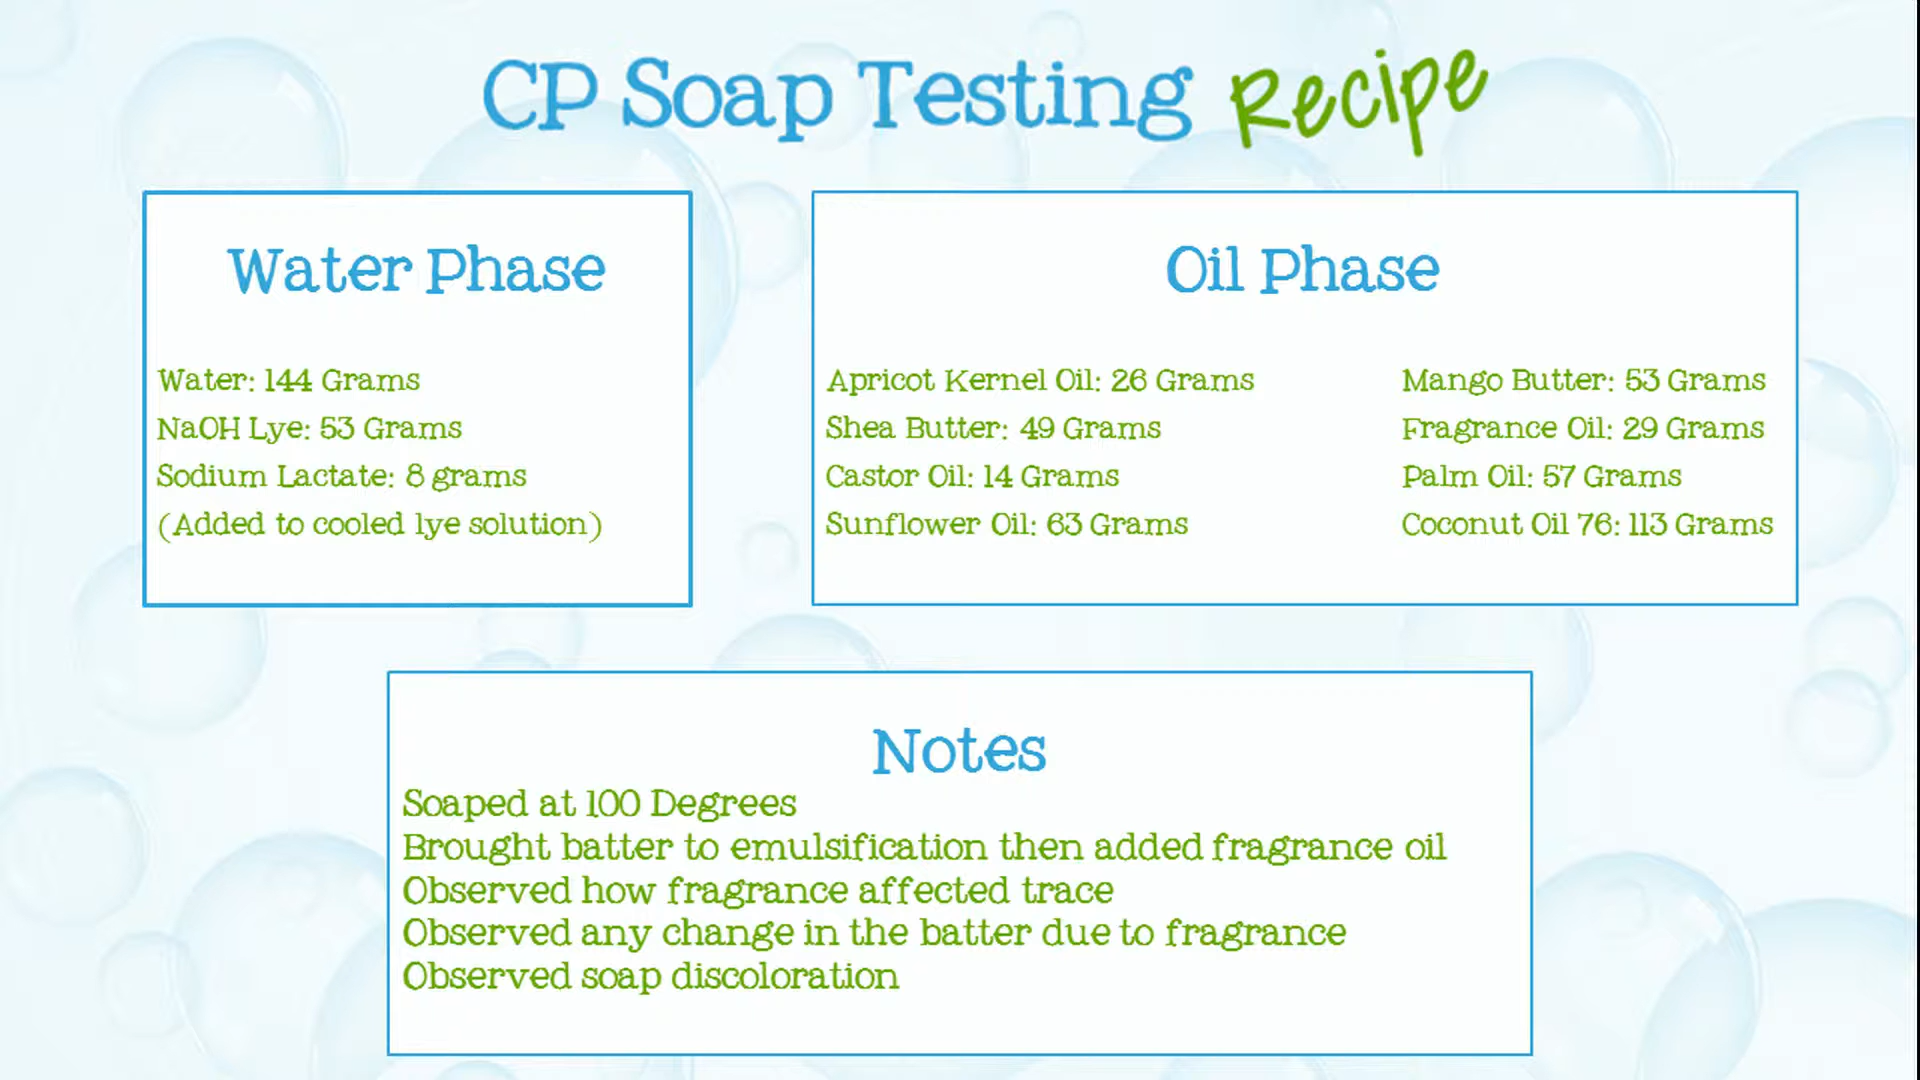 CP Soap Testing Recipe
Water Phase
Water: 144 Grams
NaOH Lye: 53 Grams
Sodium Lactate: 8 grams
(Added to cooled lye solution)
Oil Phase
Apricot Kernel Oil: 26 Grams
Shea Butter: 49 Grams
Castor Oil: 14 Grams
Sunflower Oil: 63 Grams
Mango Butter: 53 Grams
Fragrance Oil: 29 Grams
Palm Oil: 57 Grams
Coconut Oil 76: 113 Grams
Notes
Soaped at 100 Degrees
Brought batter to emulsification then added fragrance oil
Observed how fragrance affected trace
Observed any change in the batter due to fragrance
Observed soap discoloration